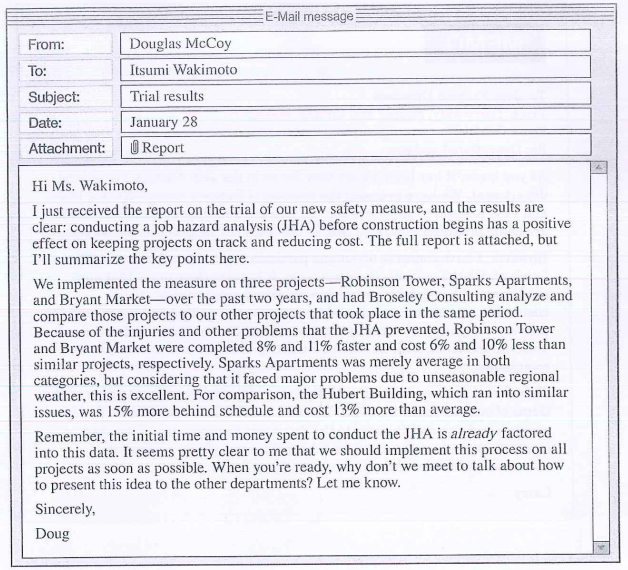 E-Mail message
From: Douglas McCoy
To: Itsumi Wakimoto
Subject: Trial results
Date: January 28
Attachment: Report
Hi Ms. Wakimoto,
I just received the report on the trial of our new safety measure, and the results are
clear: conducting a job hazard analysis (JHA) before construction begins has a positive
effect on keeping projects on track and reducing cost. The full report is attached, but
I'll summarize the key points here.
We implemented the measure on three projects—Robinson Tower, Sparks Apartments,
and Bryant Market—over the past two years, and had Broseley Consulting analyze and
compare those projects to our other projects that took place in the same period.
Because of the injuries and other problems that the JHA prevented, Robinson Tower
and Bryant Market were completed 8% and 11% faster and cost 6% and 10% less than
similar projects, respectively. Sparks Apartments was merely average in both
categories, but considering that it faced major problems due to unseasonable regional
weather, this is excellent. For comparison, the Hubert Building, which ran into similar
issues, was 15% more behind schedule and cost 13% more than average.
Remember, the initial time and money spent to conduct the JHA is already factored
into this data. It seems pretty clear to me that we should implement this process on all
projects as soon as possible. When you're ready, why don't we meet to talk about how
to present this idea to the other departments? Let me know.
Sincerely,
Doug